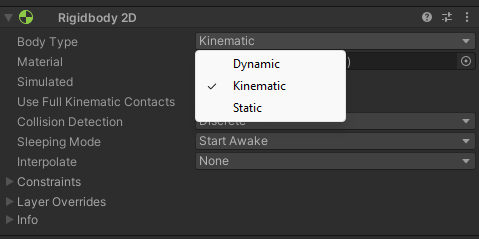 Rigidbody 2D
Body Type Kinematic
Material )
Dynamic
Simulated
Kinematic
Use Full Kinematic Contacts
Static
Collision Detection Discrete
Sleeping Mode Start Awake
Interpolate None
Constraints
Layer Overrides
Info